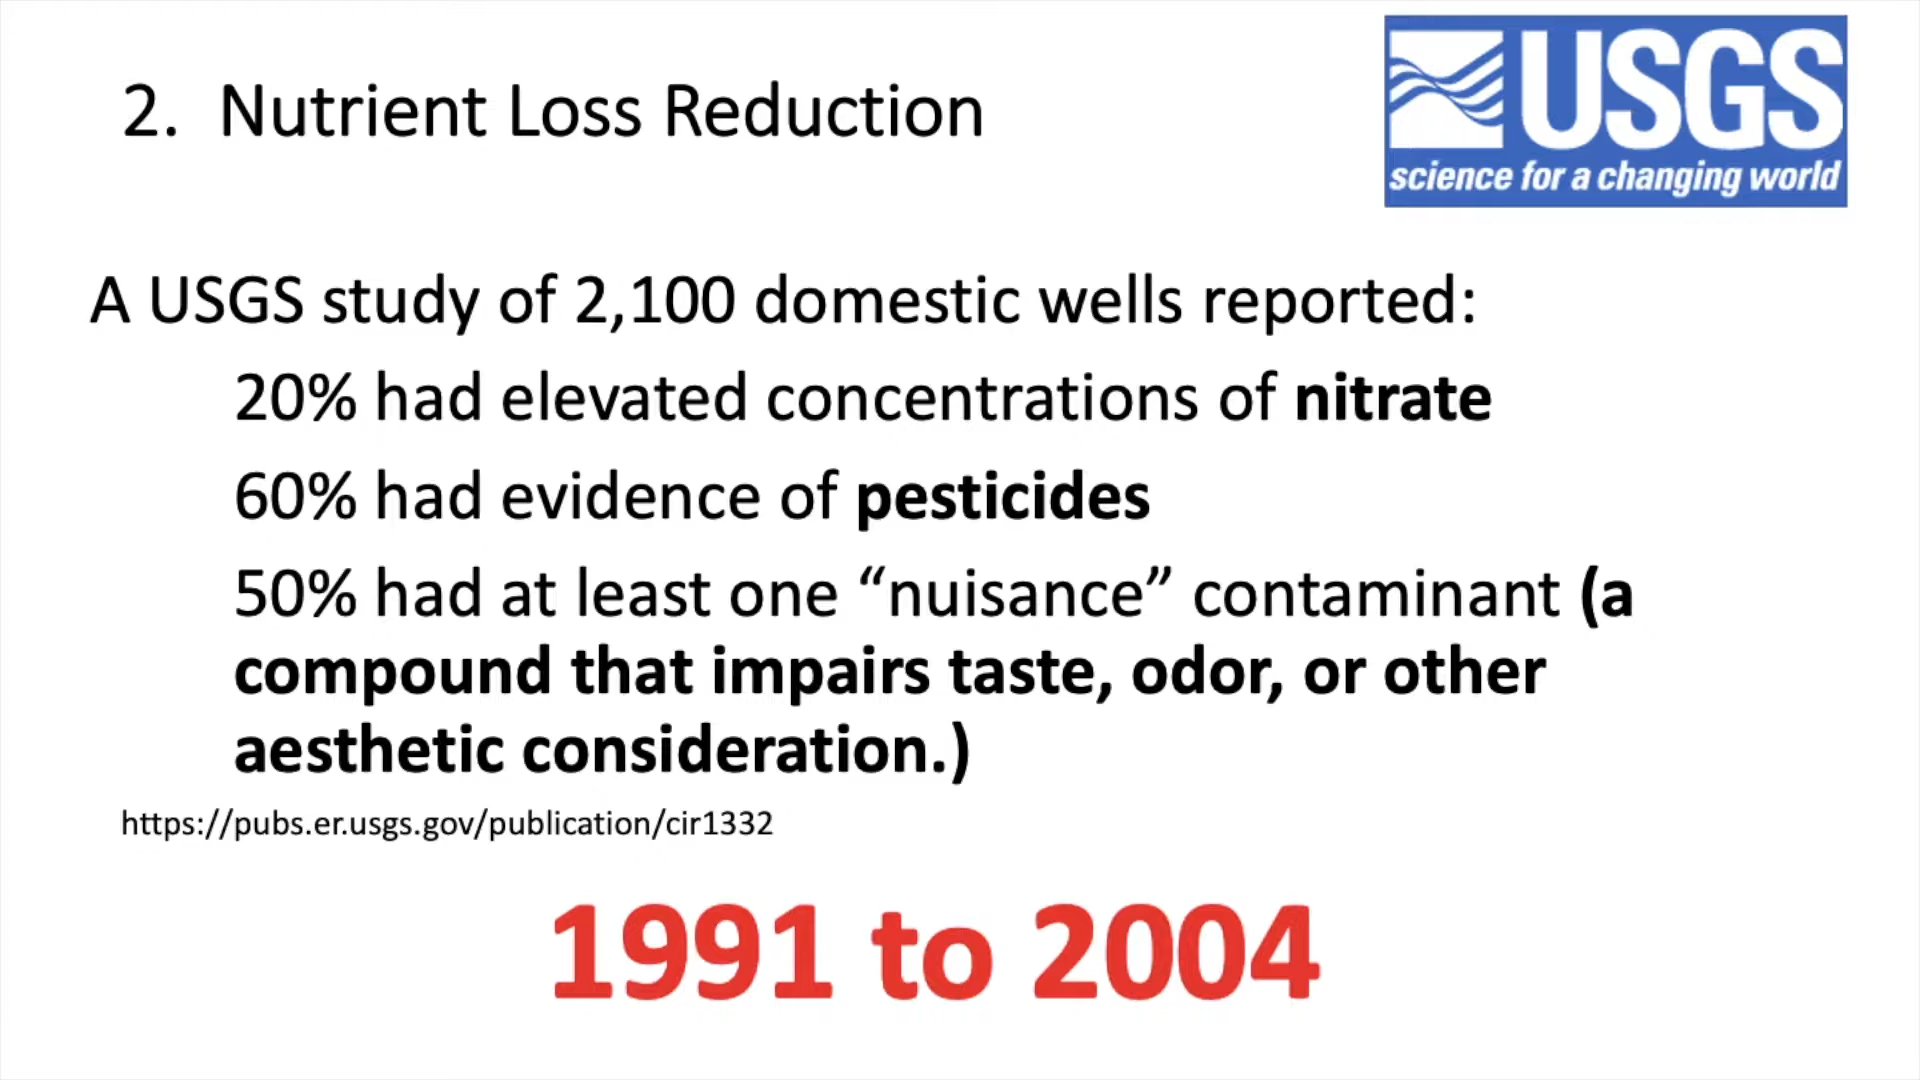 2. Nutrient Loss Reduction
USGS
science for a changing world
A USGS study of 2,100 domestic wells reported:
20% had elevated concentrations of nitrate
60% had evidence of pesticides
50% had at least one “nuisance” contaminant (a
compound that impairs taste, odor, or other
aesthetic consideration.)
https://pubs.er.usgs.gov/publication/cir1332
1991 to 2004